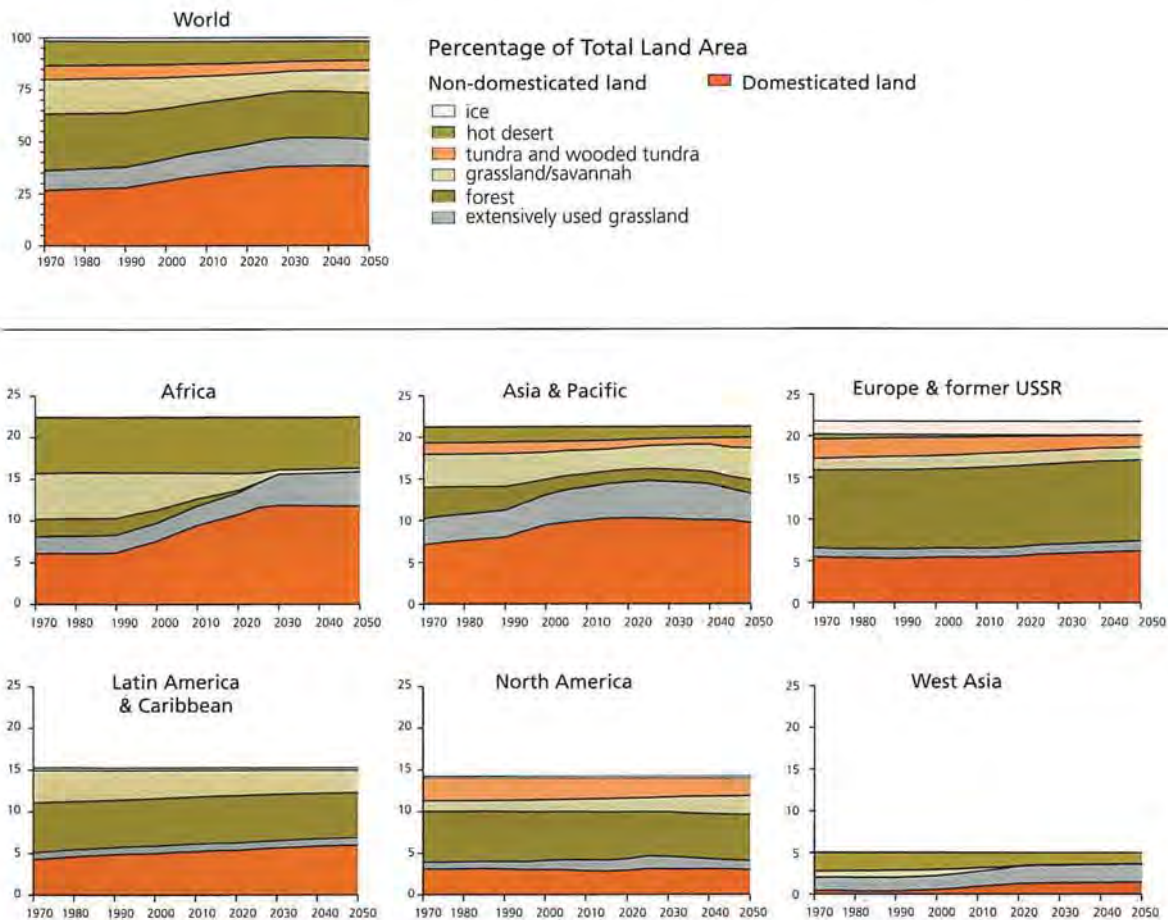 World
100
75
50
25
0
1970 1980 1990 2000 2010 2020 2030 2040 2050
Percentage of Total Land Area
Non-domesticated land
Domesticated land
ice
hot desert
tundra and wooded tundra
grassland/savannah
forest
extensively used grassland
Africa
25
20
15
10
5
0
1970 1980 1990 2000 2010 2020 2030 2040 2050
Asia & Pacific
25
20
15
10
5
0
1970 1980 1990 2000 2010 2020 2030 2040 2050
Europe & former USSR
25
20
15
10
5
0
1970 1980 1990 2000 2010 2020 2030 2040 2050
Latin America
& Caribbean
25
20
15
10
5
0
1970 1980 1990 2000 2010 2020 2030 2040 2050
North America
25
20
15
10
5
0
1970 1980 1990 2000 2010 2020 2030 2040 2050
West Asia
25
20
15
10
5
0
1970 1980 1990 2000 2010 2020 2030 2040 2050